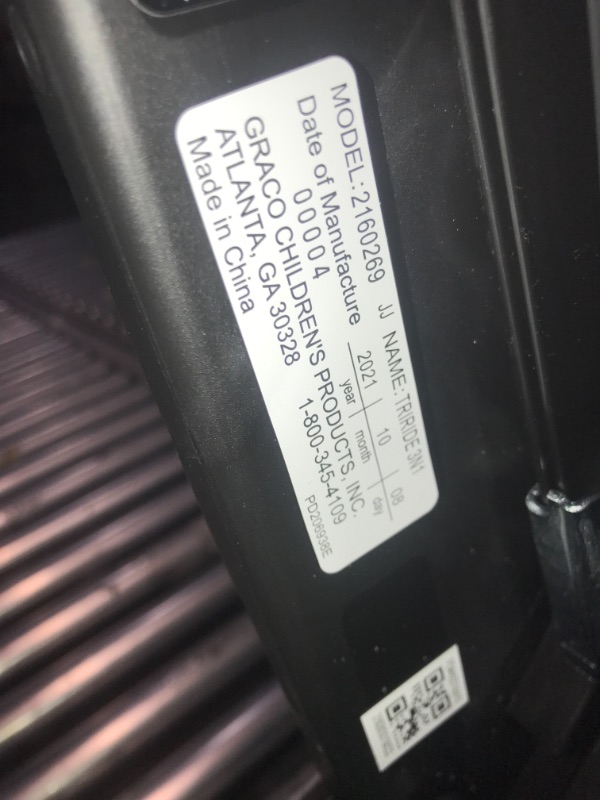 MODEL:2160269 JJ NAME:TRIRIDE 3N1
Date of Manufacture 2021 10 08
00004 year month day
GRACO CHILDREN'S PRODUCTS, INC.
ATLANTA, GA 30328 1-800-345-4109
Made in China PD206938E